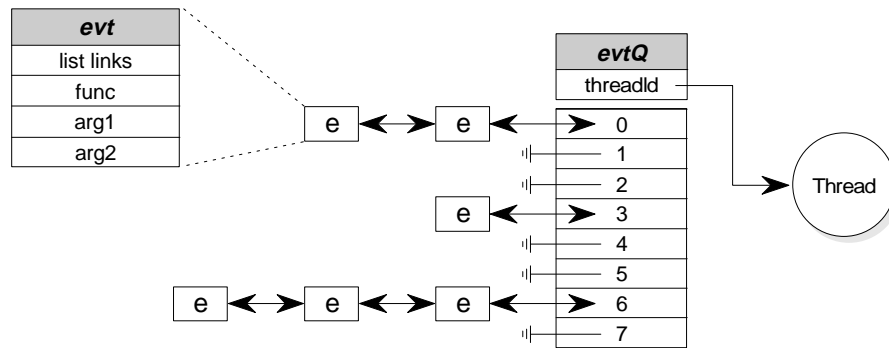 evt
list links
func
arg1
arg2
evtQ
threadId
e e 0
1
2
e 3
4
5
e e e 6
7
Thread